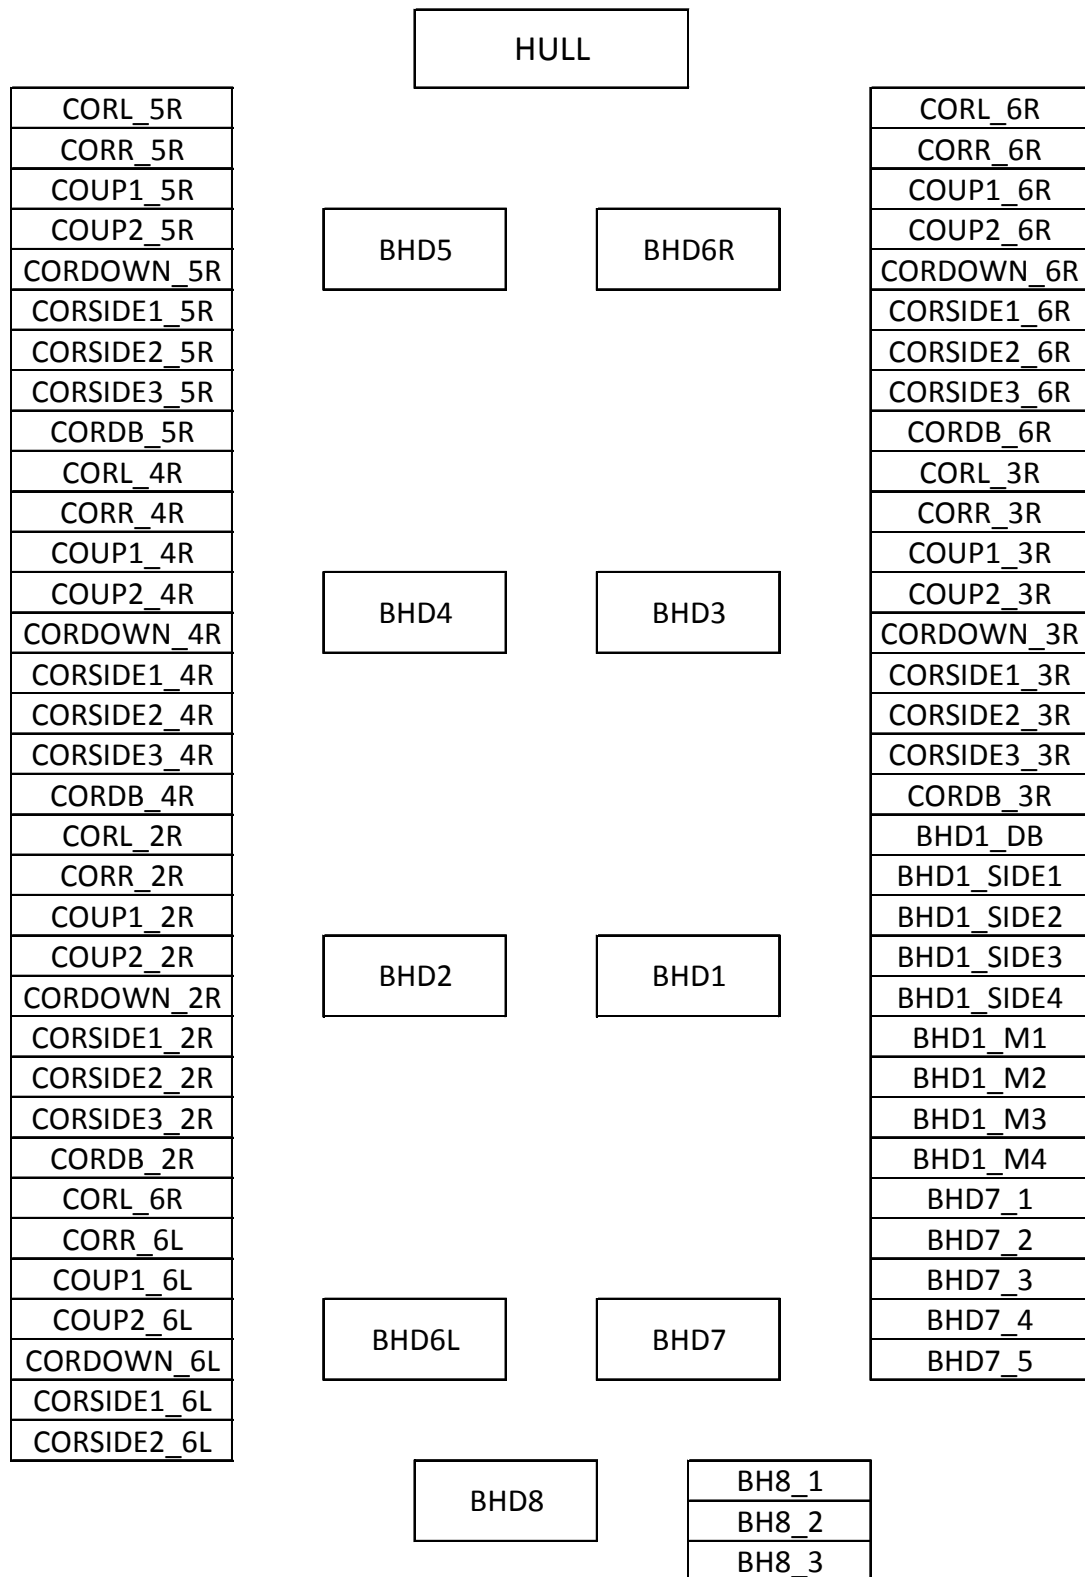 HULL
CORL_5R
CORR_5R
COUP1_5R
COUP2_5R
CORDOWN_5R
CORSIDE1_5R
CORSIDE2_5R
CORSIDE3_5R
CORDB_5R
CORL_4R
CORR_4R
COUP1_4R
COUP2_4R
CORDOWN_4R
CORSIDE1_4R
CORSIDE2_4R
CORSIDE3_4R
CORDB_4R
CORL_2R
CORR_2R
COUP1_2R
COUP2_2R
CORDOWN_2R
CORSIDE1_2R
CORSIDE2_2R
CORSIDE3_2R
CORDB_2R
CORL_6R
CORR_6L
COUP1_6L
COUP2_6L
CORDOWN_6L
CORSIDE1_6L
CORSIDE2_6L
BHD5
BHD6R
BHD4
BHD3
BHD2
BHD1
BHD6L
BHD7
BHD8
CORL_6R
CORR_6R
COUP1_6R
COUP2_6R
CORDOWN_6R
CORSIDE1_6R
CORSIDE2_6R
CORSIDE3_6R
CORDB_6R
CORL_3R
CORR_3R
COUP1_3R
COUP2_3R
CORDOWN_3R
CORSIDE1_3R
CORSIDE2_3R
CORSIDE3_3R
CORDB_3R
BHD1_DB
BHD1_SIDE1
BHD1_SIDE2
BHD1_SIDE3
BHD1_SIDE4
BHD1_M1
BHD1_M2
BHD1_M3
BHD1_M4
BHD7_1
BHD7_2
BHD7_3
BHD7_4
BHD7_5
BH8_1
BH8_2
BH8_3